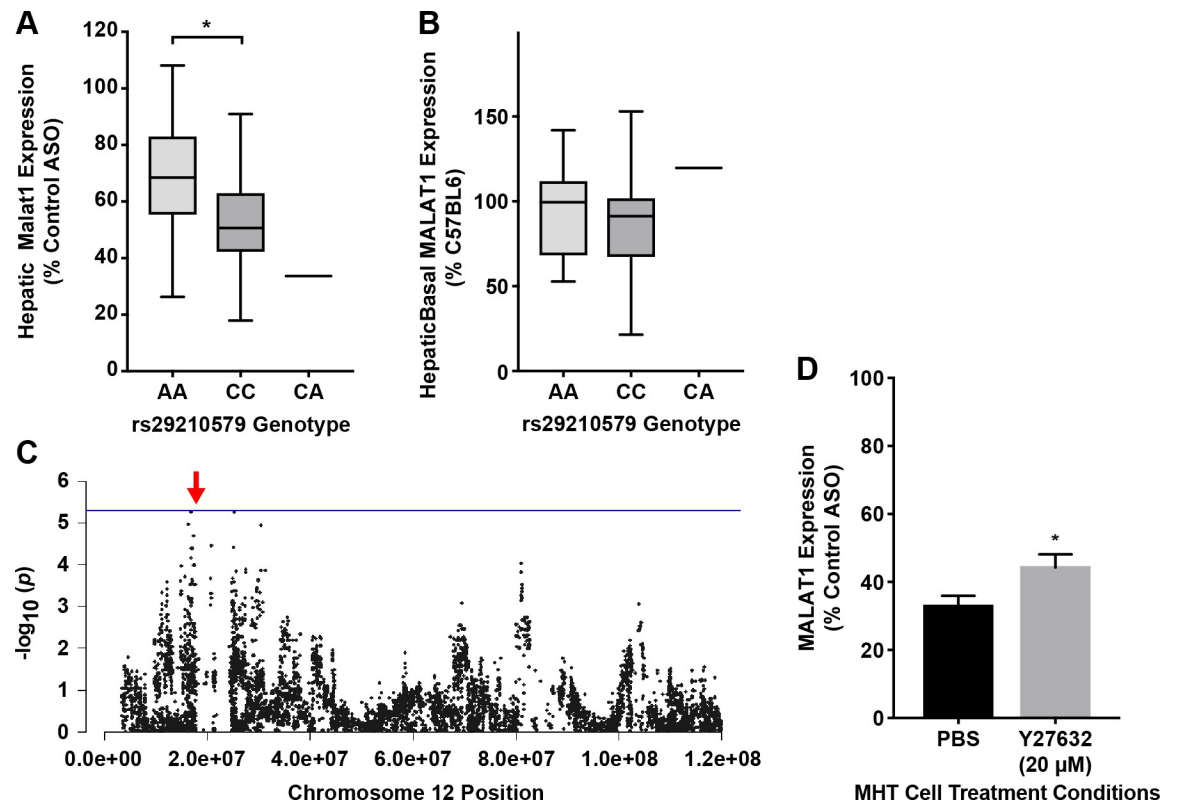 A
120
100
80
60
40
20
0
Hepatic Malat1 Expression
(% Control ASO)
*
AA CC CA
rs29210579 Genotype
B
150
100
50
0
HepaticBasal MALAT1 Expression
(% C57BL6)
AA CC CA
rs29210579 Genotype
C
6
5
4
3
2
1
0
-log10 (p)
0.0e+00 2.0e+07 4.0e+07 6.0e+07 8.0e+07 1.0e+08 1.2e+08
Chromosome 12 Position
D
100
80
60
40
20
0
MALAT1 Expression
(% Control ASO)
*
PBS Y27632
(20 µM)
MHT Cell Treatment Conditions